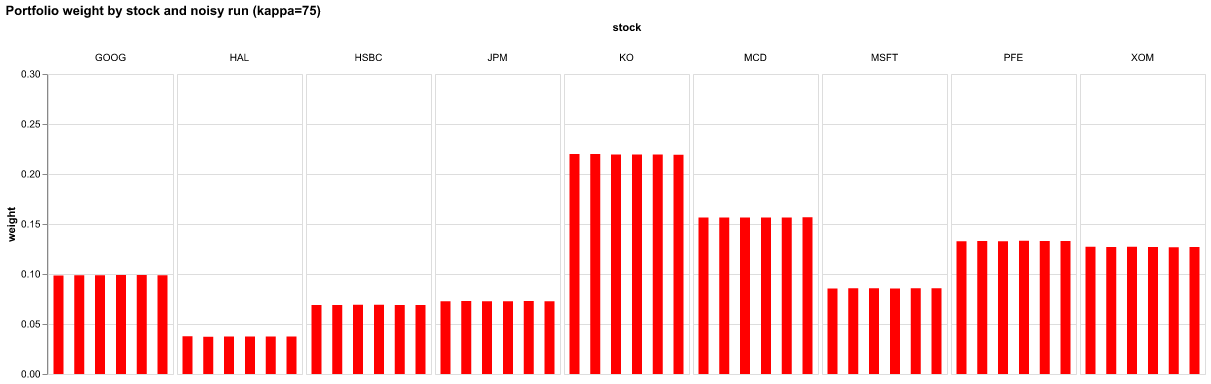 Portfolio weight by stock and noisy run (kappa=75)
stock
GOOG HAL HSBC JPM KO MCD MSFT PFE XOM
0.30
0.25
0.20
0.15
0.10
0.05
0.00
weight